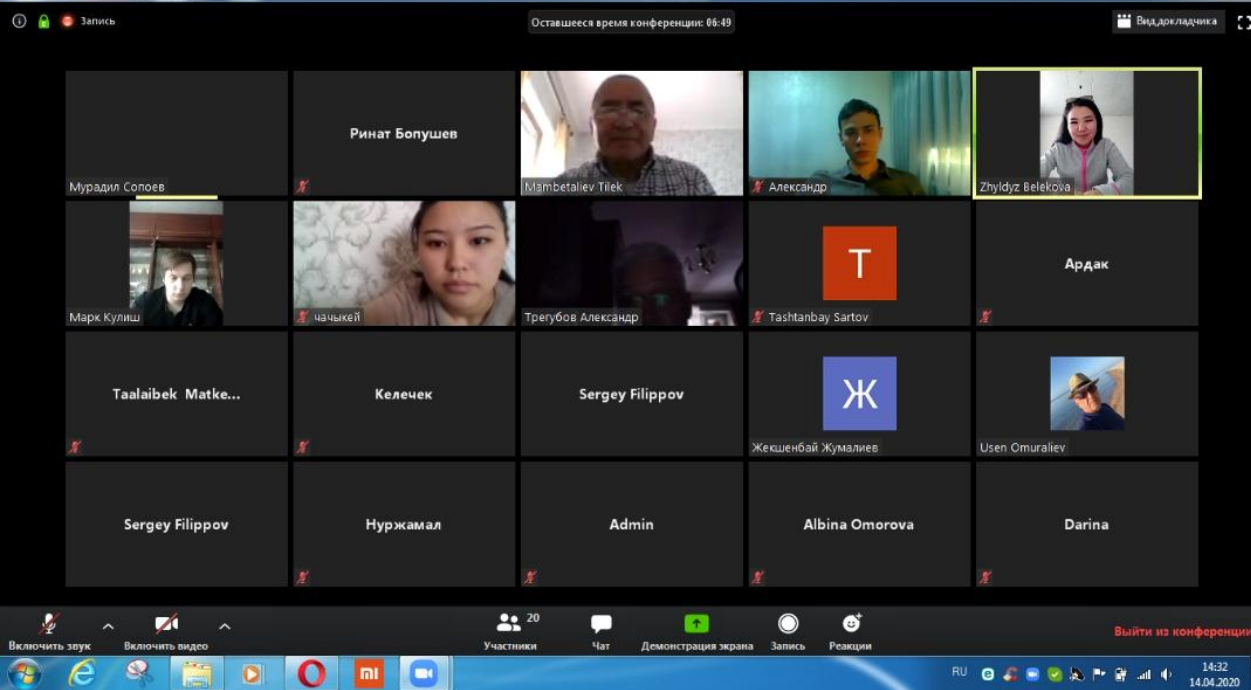 Запись
Оставшееся время конференции: 06:49
Вид докладчика
Мурадил Сопоев
Ринат Бопушев
Mambetaliev Tilek
Александр
Zhyldyz Belekova
Марк Кулиш
чачыкей
Трегубов Александр
T
Tashtanbay Sartov
Ардак
Taalaibek Matke...
Келечек
Sergey Filippov
Ж
Жекшенбай Жумалиев
Usen Omuraliev
Sergey Filippov
Нуржамал
Admin
Albina Omorova
Darina
Включить звук
Включить видео
20
Участники
Чат
Демонстрация экрана
Запись
Реакции
Выйти из конференции
mi
RU
14:32
14.04.2020